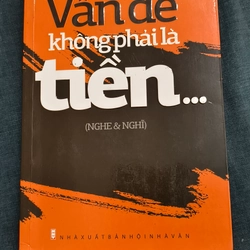 Vấn đề
không phải là
tiền...
(NGHE & NGHĨ)
NHÀ XUẤT BẢN HỘI NHÀ VĂN